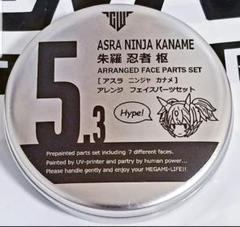 ASRA NINJA KANAME
朱羅 忍者 枢
ARRANGED FACE PARTS SET
[アスラ ニンジャ カナメ]
アレンジ フェイスパーツセット
5.3
Hype!
Prepainted parts set including 7 different faces.
Painted by UV-printer and partry by human power...
Please handle gently and enjoy your MEGAMI-LIFE!!